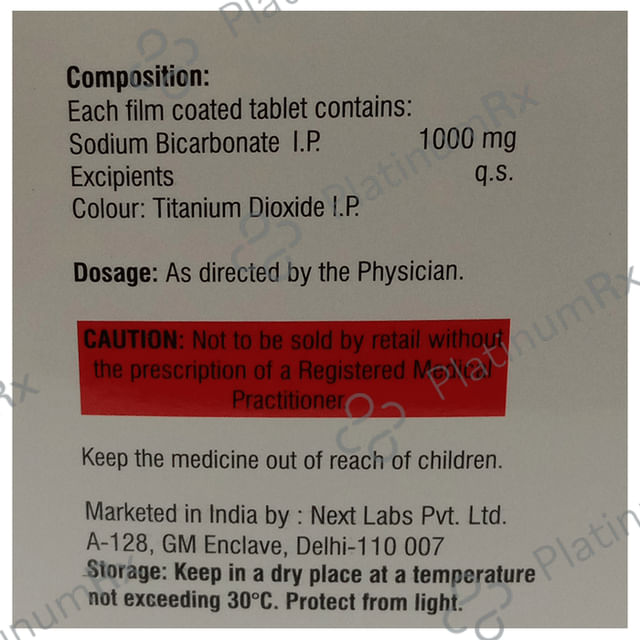 Composition:
Each film coated tablet contains:
Sodium Bicarbonate I.P. 1000 mg
Excipients q.s.
Colour: Titanium Dioxide I.P.
Dosage: As directed by the Physician.
CAUTION: Not to be sold by retail without
the prescription of a Registered Medical
Practitioner
Keep the medicine out of reach of children.
Marketed in India by : Next Labs Pvt. Ltd.
A-128, GM Enclave, Delhi-110 007
Storage: Keep in a dry place at a temperature
not exceeding 30°C. Protect from light.
PlatinumRx
PlatinumRx